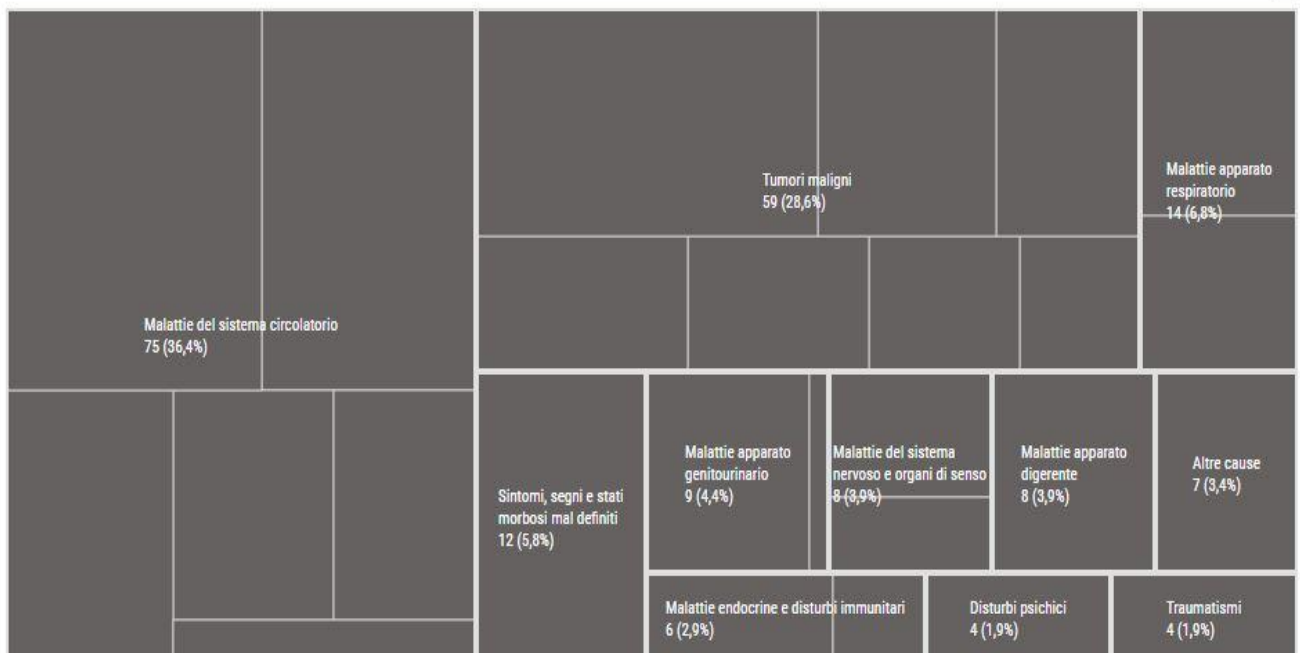 Malattie del sistema circolatorio
75 (36,4%)
Tumori maligni
59 (28,6%)
Malattie apparato
respiratorio
14 (6,8%)
Sintomi, segni e stati
morbosi mal definiti
12 (5,8%)
Malattie apparato
genitourinario
9 (4,4%)
Malattie del sistema
nervoso e organi di senso
8 (3,9%)
Malattie apparato
digerente
8 (3,9%)
Altre cause
7 (3,4%)
Malattie endocrine e disturbi immunitari
6 (2,9%)
Disturbi psichici
4 (1,9%)
Traumatismi
4 (1,9%)